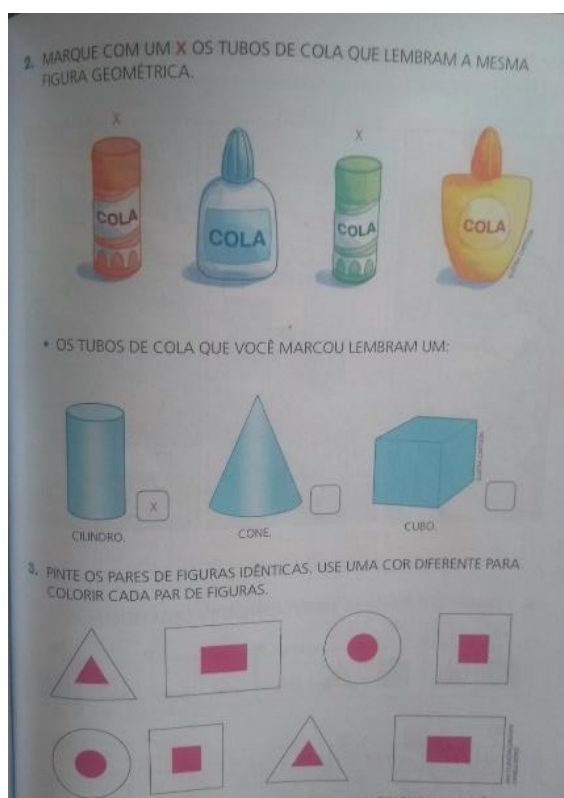 2. MARQUE COM UM X OS TUBOS DE COLA QUE LEMBRAM A MESMA
FIGURA GEOMÉTRICA.
X
X
COLA
COLA
COLA
COLA
• OS TUBOS DE COLA QUE VOCÊ MARCOU LEMBRAM UM:
X
CILINDRO.
CONE.
CUBO.
3. PINTE OS PARES DE FIGURAS IDÊNTICAS. USE UMA COR DIFERENTE PARA
COLORIR CADA PAR DE FIGURAS.